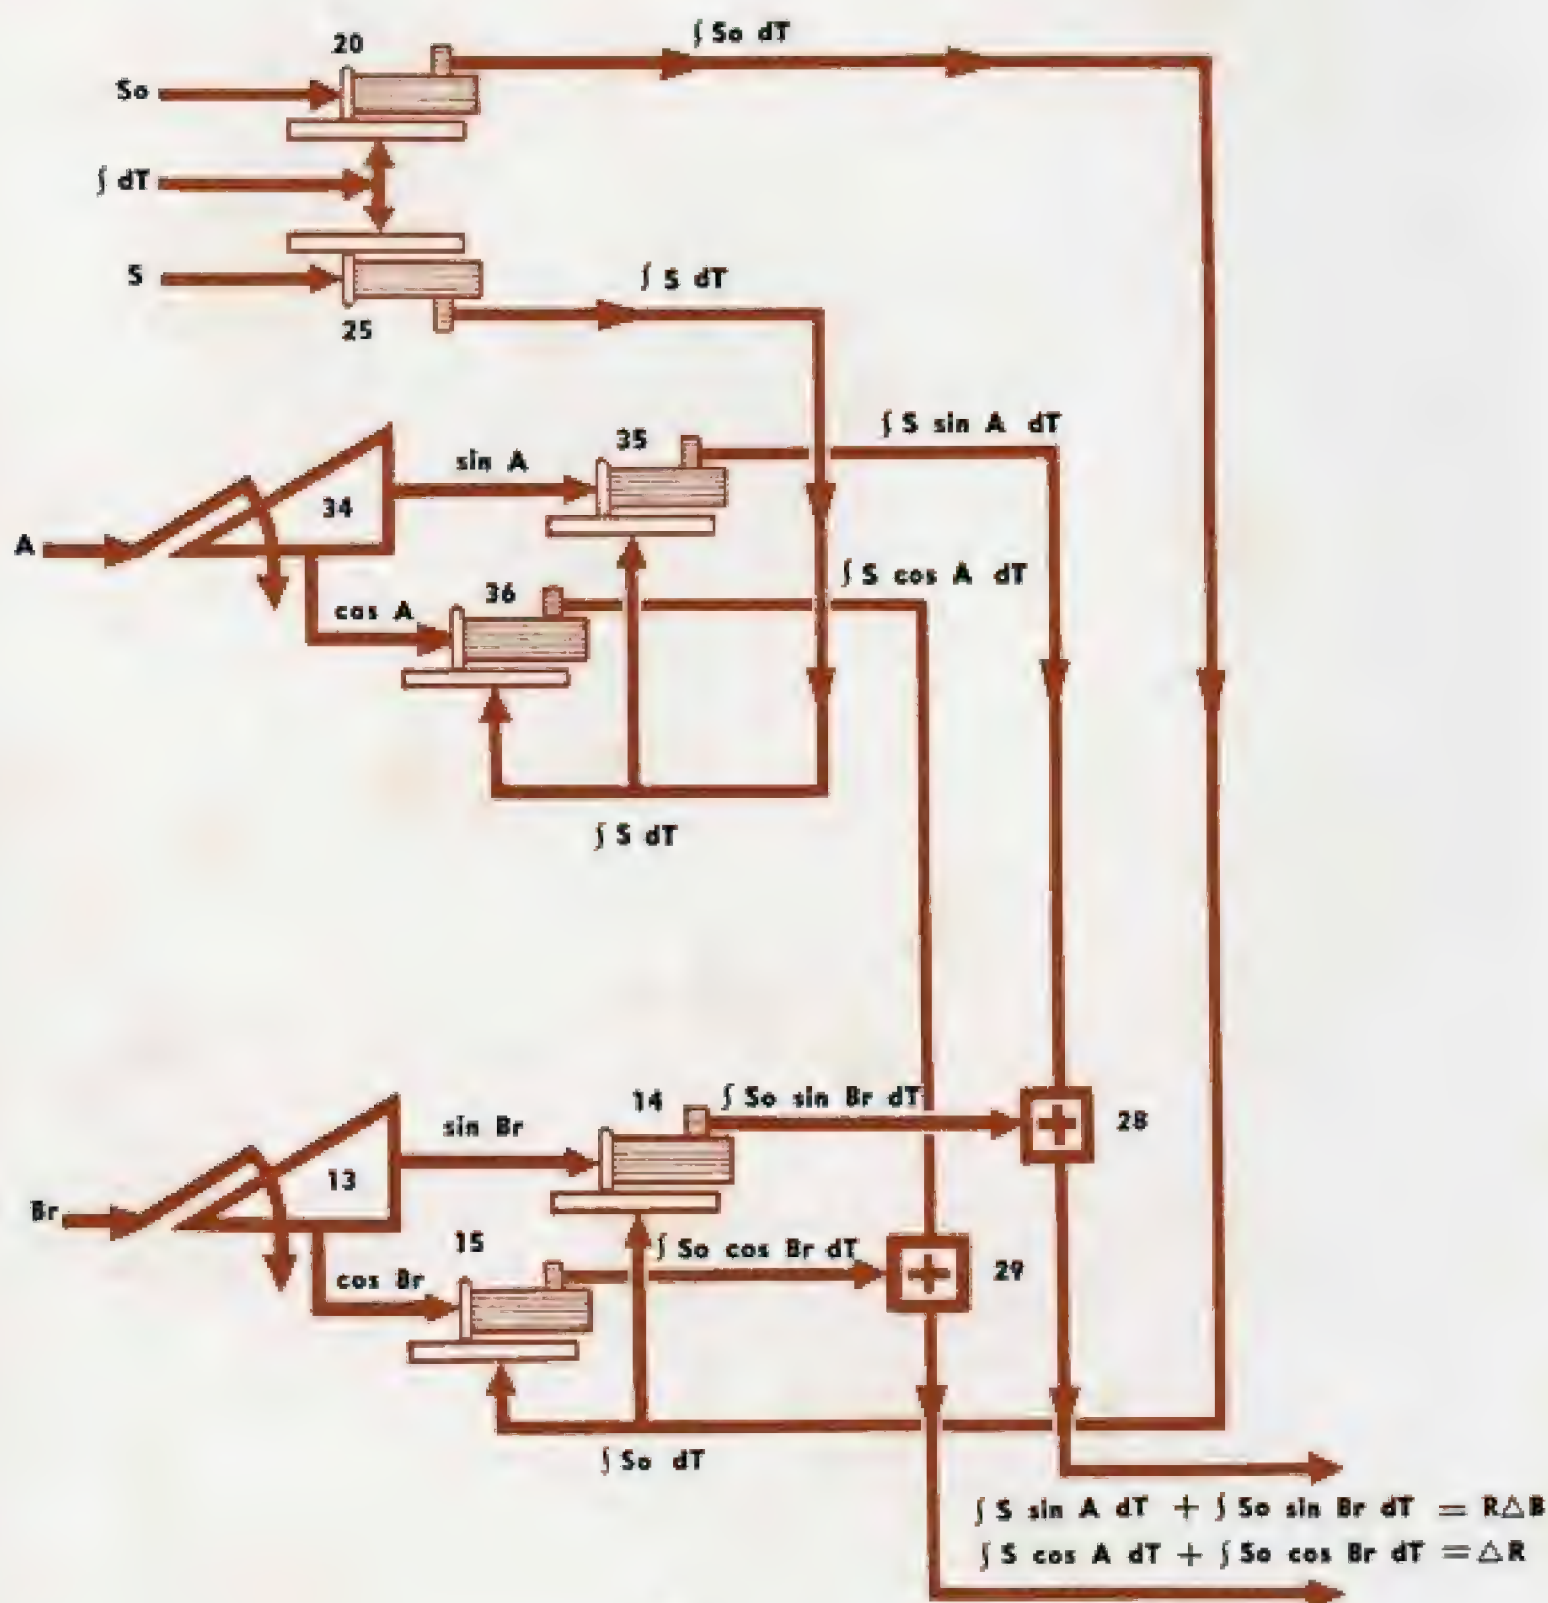 20
∫ So dT
So
∫ dT
S
∫ S dT
25
∫ S sin A dT
35
sin A
34
A
∫ S cos A dT
36
cos A
∫ S dT
14
∫ So sin Br dT
28
sin Br
13
Br
15
∫ So cos Br dT
29
cos Br
∫ So dT
∫ S sin A dT + ∫ So sin Br dT = R△B
∫ S cos A dT + ∫ So cos Br dT = △R